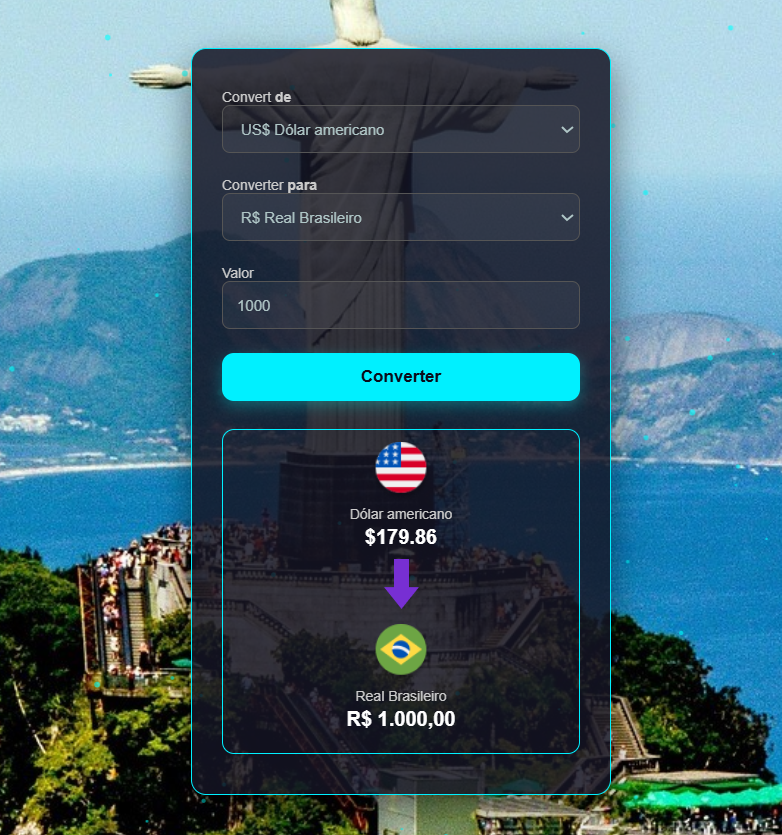 Convert de
US$ Dólar americano
Converter para
R$ Real Brasileiro
Valor
1000
Converter
Dólar americano
$179.86
Real Brasileiro
R$ 1.000,00